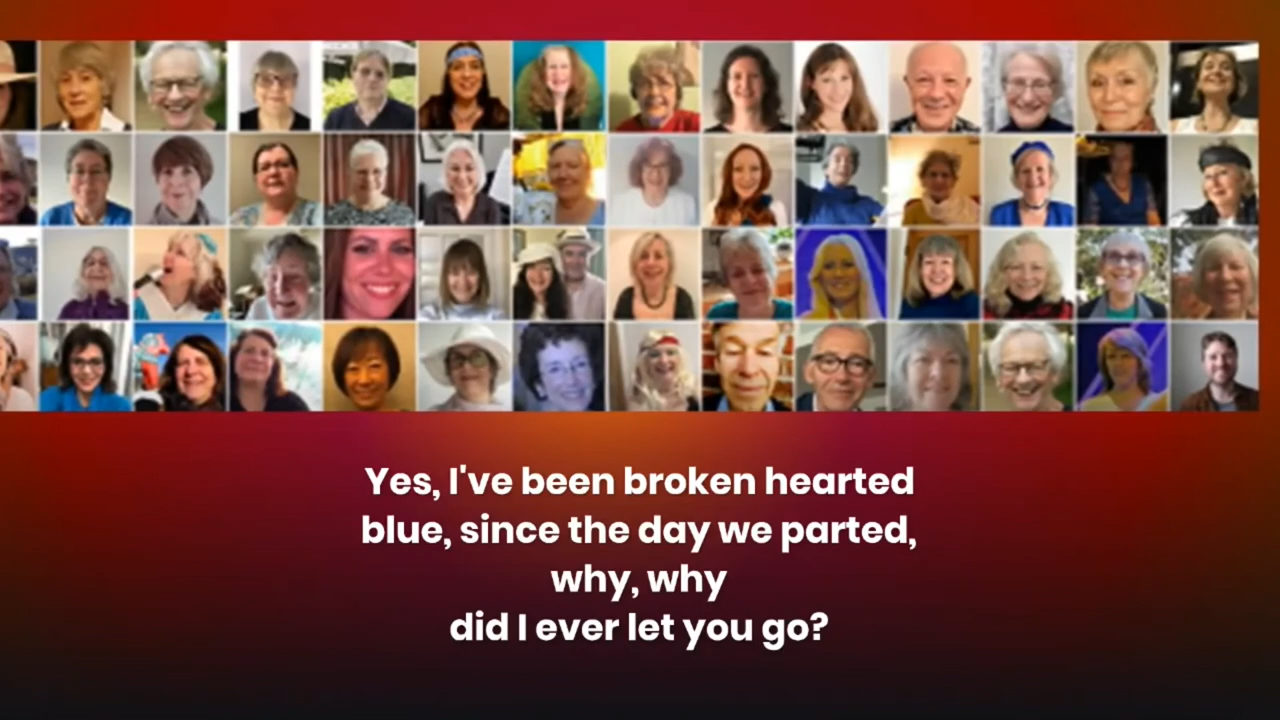 Yes, I've been broken hearted
blue, since the day we parted,
why, why
did I ever let you go?